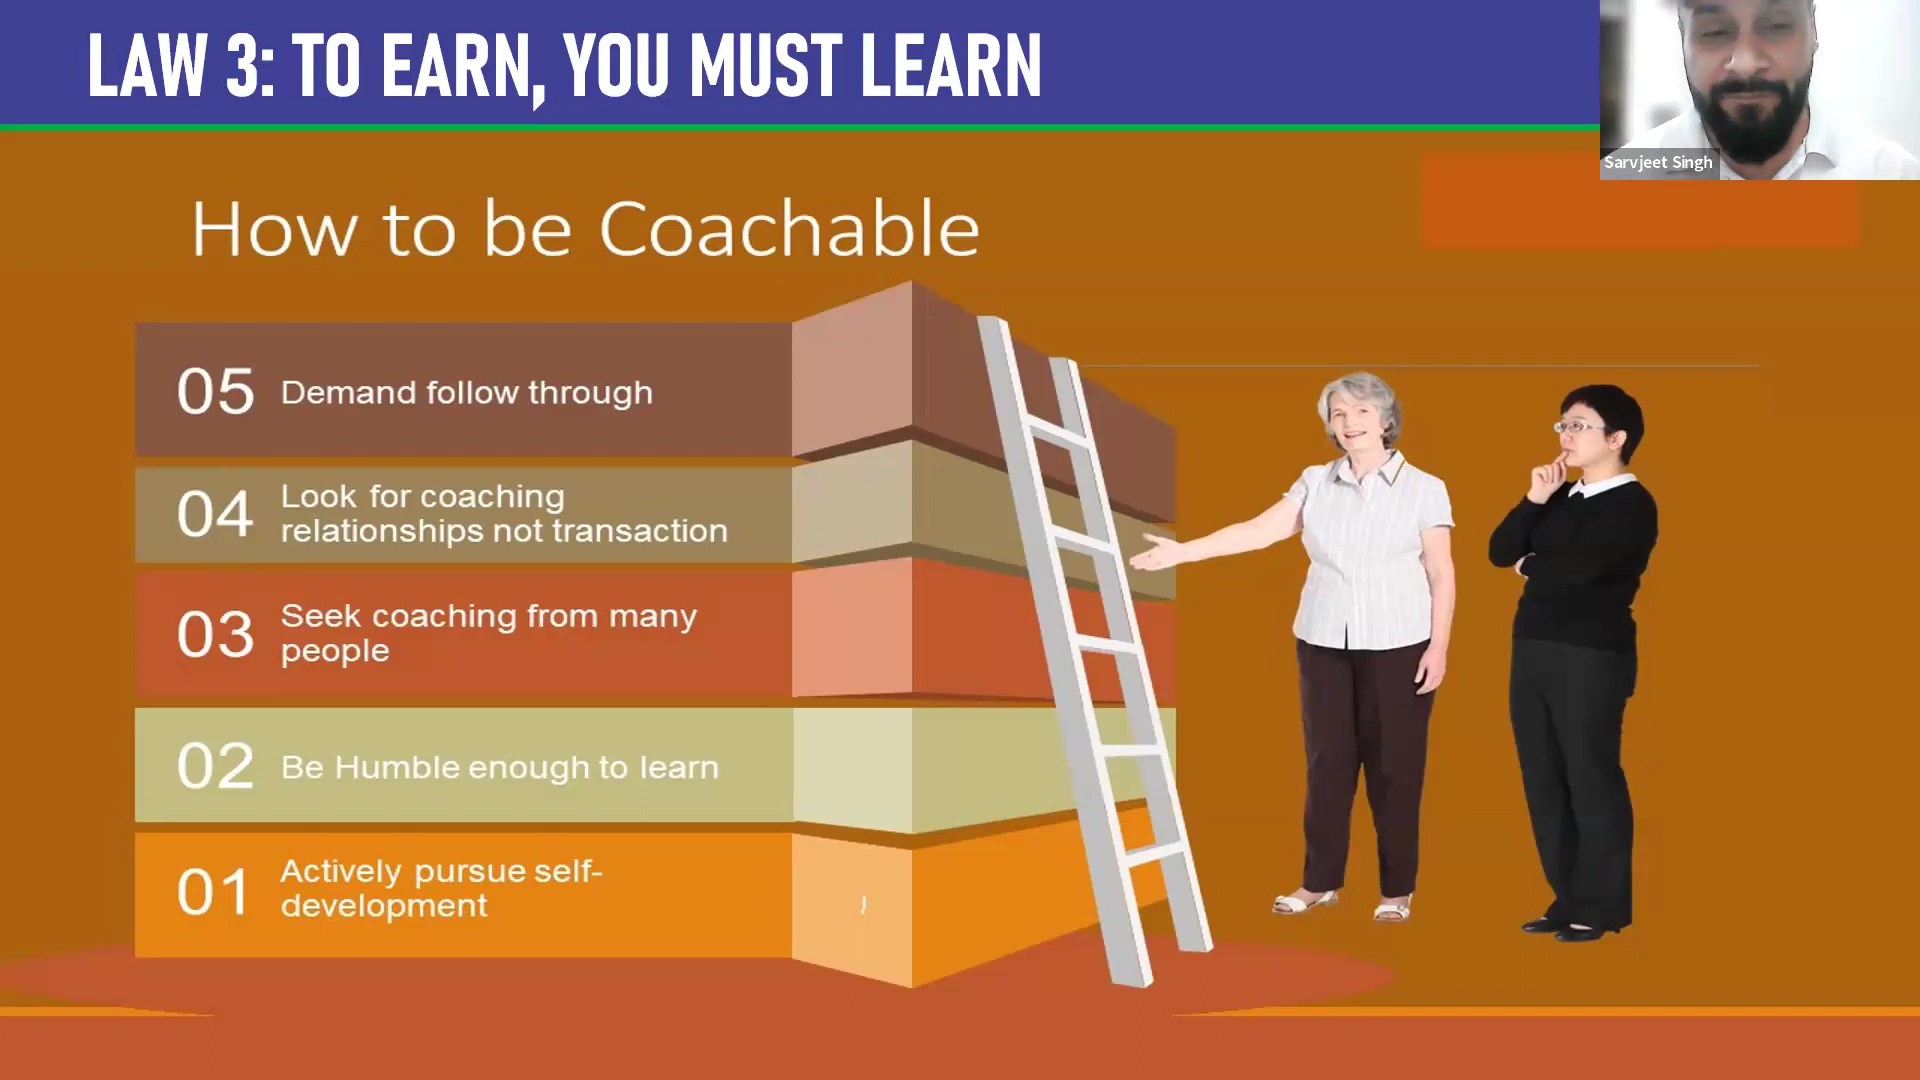 LAW 3: TO EARN, YOU MUST LEARN
Sarvjeet Singh
How to be Coachable
05 Demand follow through
04 Look for coaching
relationships not transaction
03 Seek coaching from many
people
02 Be Humble enough to learn
01 Actively pursue self-
development